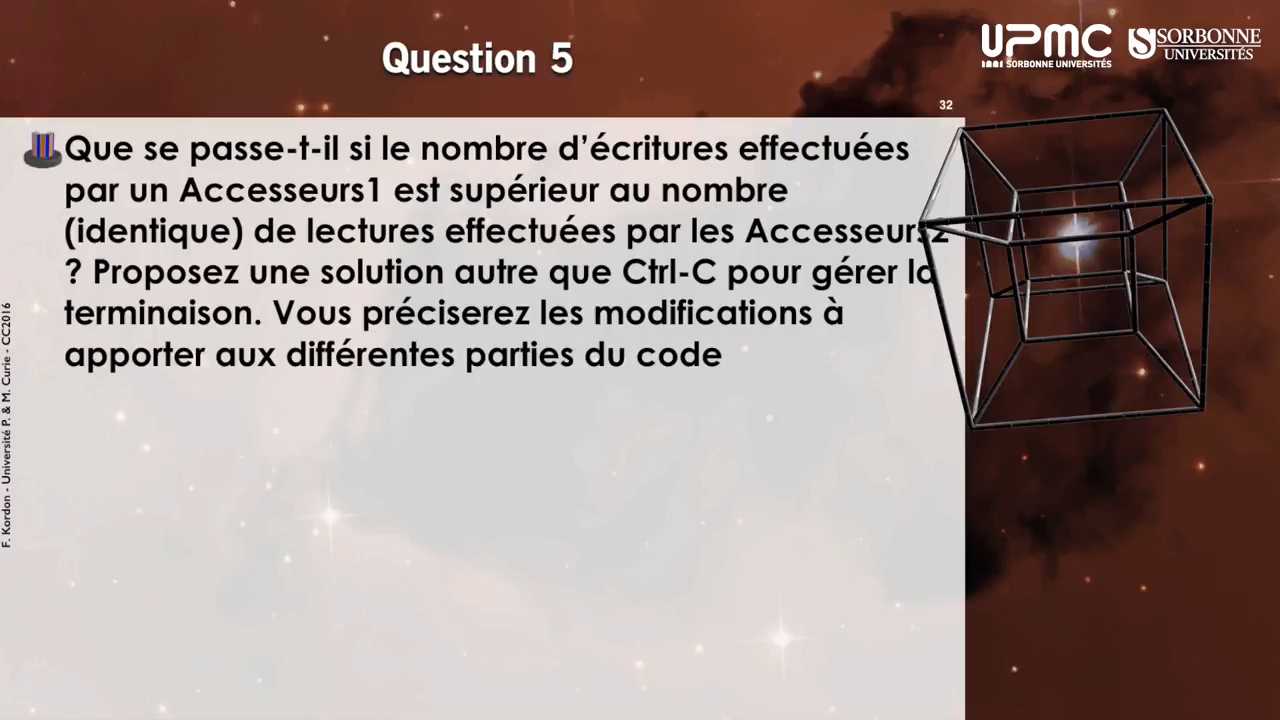 Question 5
UPMC
SORBONNE UNIVERSITÉS
SORBONNE
UNIVERSITÉS
32
Que se passe-t-il si le nombre d’écritures effectuées
par un Accesseurs1 est supérieur au nombre
(identique) de lectures effectuées par les Accesseurs2
? Proposez une solution autre que Ctrl-C pour gérer la
terminaison. Vous préciserez les modifications à
apporter aux différentes parties du code
F. Kordon - Université P. & M. Curie - CC2016